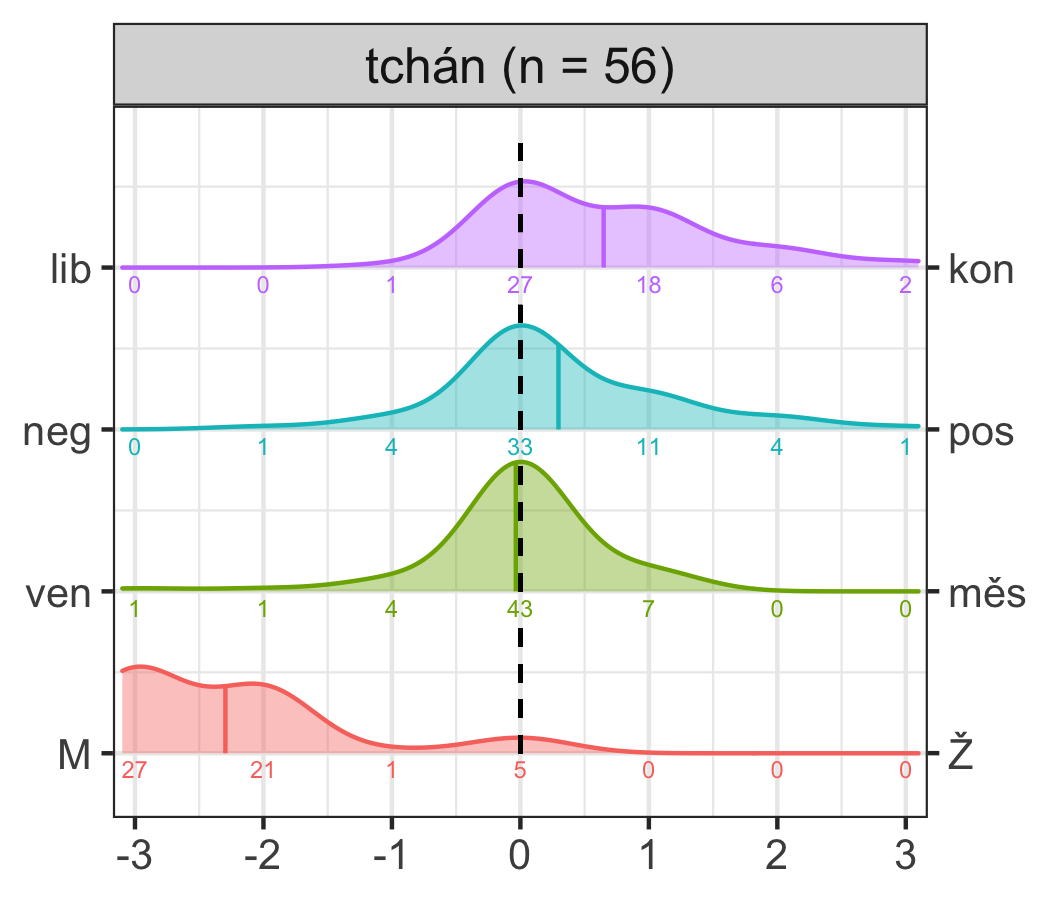 tchán (n = 56)
lib kon
0 0 1 27 18 6 2
neg pos
0 1 4 33 11 4 1
ven měs
1 1 4 43 7 0 0
M Ž
27 21 1 5 0 0 0
-3 -2 -1 0 1 2 3